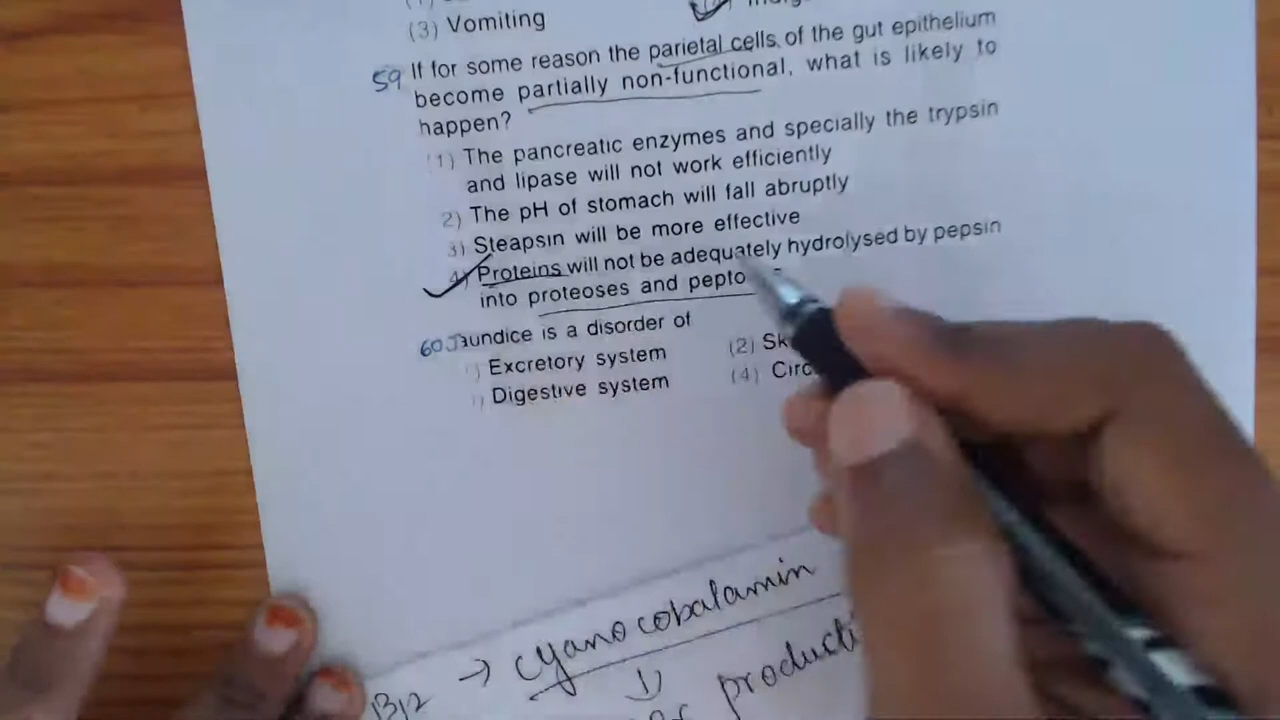 (3) Vomiting
59 If for some reason the parietal cells of the gut epithelium
become partially non-functional, what is likely to
happen?
(1) The pancreatic enzymes and specially the trypsin
and lipase will not work efficiently
2) The pH of stomach will fall abruptly
3) Steapsin will be more effective
4) Proteins will not be adequately hydrolysed by pepsin
into proteoses and pepto
60 Jaundice is a disorder of
) Excretory system (2) Sk
) Digestive system (4) Circ
B12 → cyanocobalamin
producti